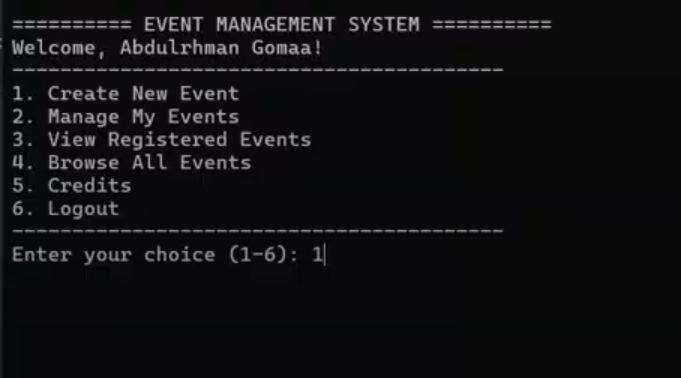 ========== EVENT MANAGEMENT SYSTEM ==========
Welcome, Abdulrhman Gomaa!
-----------------------------------------
1. Create New Event
2. Manage My Events
3. View Registered Events
4. Browse All Events
5. Credits
6. Logout
-----------------------------------------
Enter your choice (1-6): 1